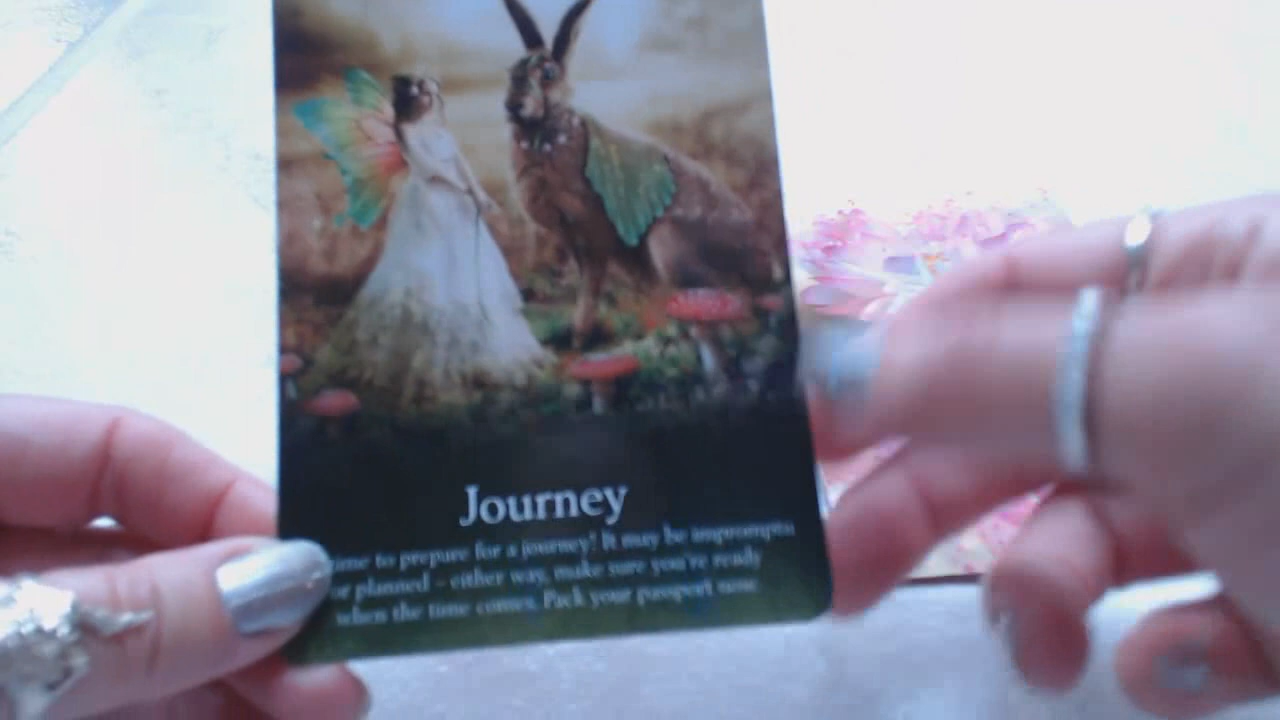 Journey
time to prepare for a journey! It may be impromptu
or planned – either way, make sure you're ready
when the time comes. Pack your passport now